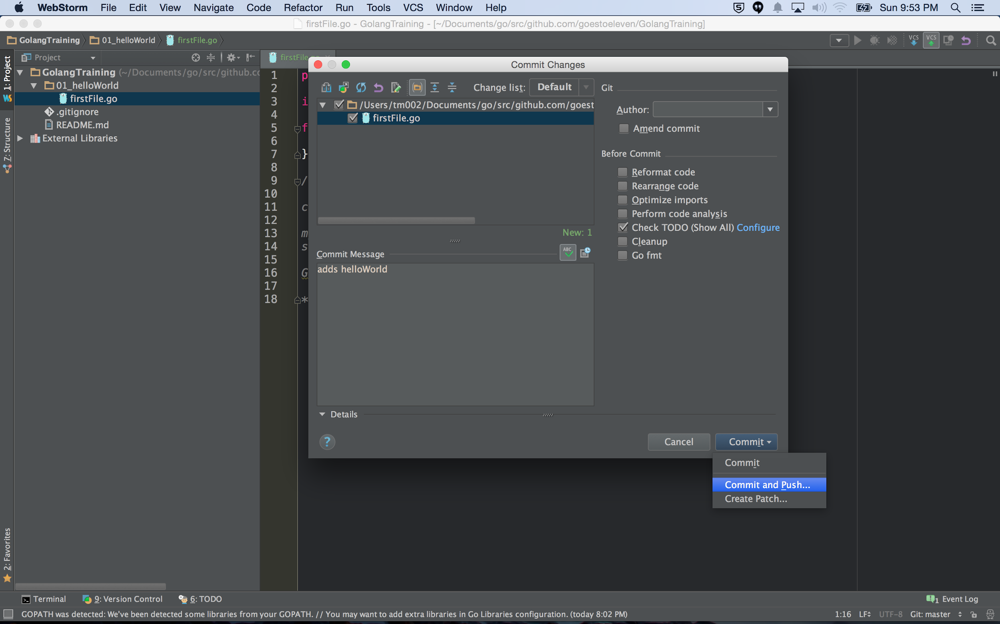 WebStorm File Edit View Navigate Code Refactor Run Tools VCS Window Help Sun 9:53 PM
firstFile.go - GolangTraining - [~/Documents/go/src/github.com/goestoeleven/GolangTraining]
GolangTraining 01_helloWorld firstFile.go VCS VCS
1: Project
7: Structure
2: Favorites
Project
GolangTraining (~/Documents/go/src/github.co
01_helloWorld
firstFile.go
.gitignore
README.md
External Libraries
firstFile.go
1 p
2
3 i
4
5 f
6
7 }
8
9 /
10
11 c
12
13 m
14 s
15
16 G
17
18 *
Commit Changes
Change list: Default
/Users/tm002/Documents/go/src/github.com/goest
firstFile.go
New: 1
Commit Message ABC
adds helloWorld
Details
Git
Author:
Amend commit
Before Commit
Reformat code
Rearrange code
Optimize imports
Perform code analysis
Check TODO (Show All) Configure
Cleanup
Go fmt
? Cancel Commit
Commit
Commit and Push...
Create Patch...
Terminal 9: Version Control 6: TODO 1 Event Log
GOPATH was detected: We've been detected some libraries from your GOPATH. // You may want to add extra libraries in Go Libraries configuration. (today 8:02 PM) 1:16 LF UTF-8 Git: master